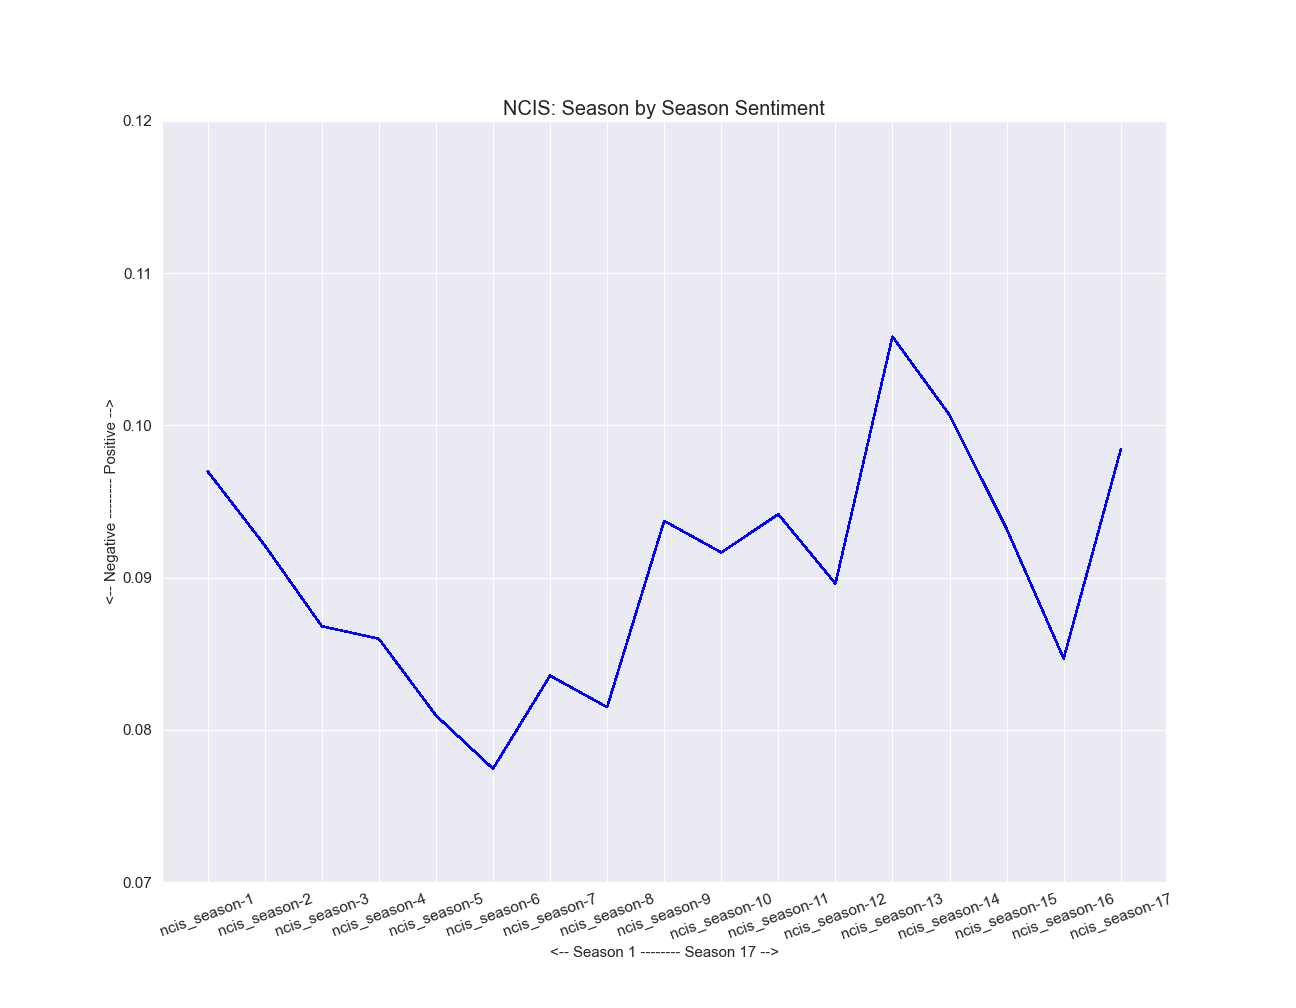 NCIS: Season by Season Sentiment
0.12
0.11
0.10
0.09
0.08
0.07
<-- Negative -------- Positive -->
ncis_season-1
ncis_season-2
ncis_season-3
ncis_season-4
ncis_season-5
ncis_season-6
ncis_season-7
ncis_season-8
ncis_season-9
ncis_season-10
ncis_season-11
ncis_season-12
ncis_season-13
ncis_season-14
ncis_season-15
ncis_season-16
ncis_season-17
<-- Season 1 -------- Season 17 -->